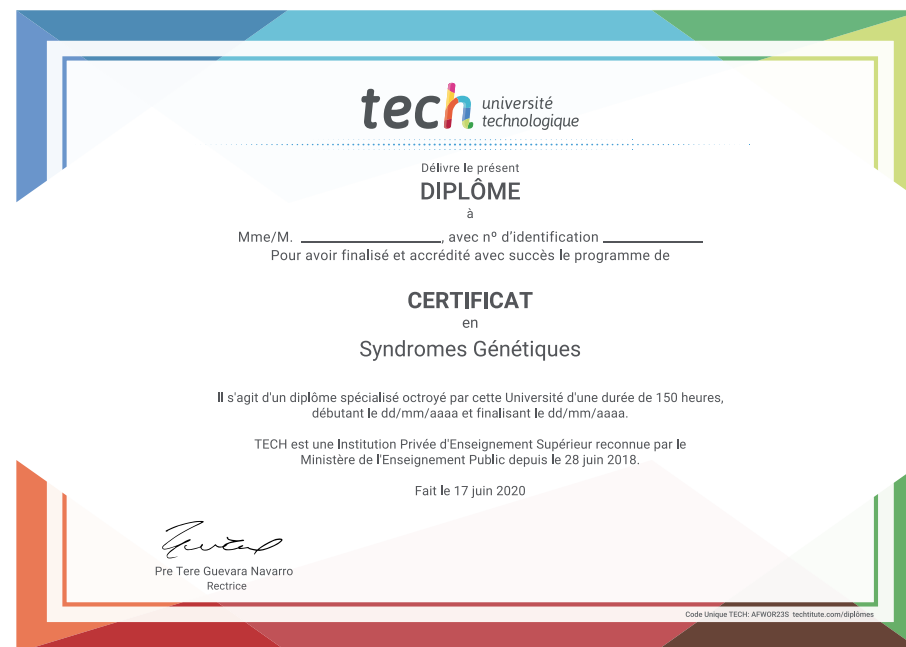 tech université
technologique
Délivre le présent
DIPLÔME
à
Mme/M. ____________________, avec nº d'identification ______________
Pour avoir finalisé et accrédité avec succès le programme de
CERTIFICAT
en
Syndromes Génétiques
Il s'agit d'un diplôme spécialisé octroyé par cette Université d'une durée de 150 heures,
débutant le dd/mm/aaaa et finalisant le dd/mm/aaaa.
TECH est une Institution Privée d'Enseignement Supérieur reconnue par le
Ministère de l'Enseignement Public depuis le 28 juin 2018.
Fait le 17 juin 2020
Pre Tere Guevara Navarro
Rectrice
Code Unique TECH: AFWOR23S techtitute.com/diplômes